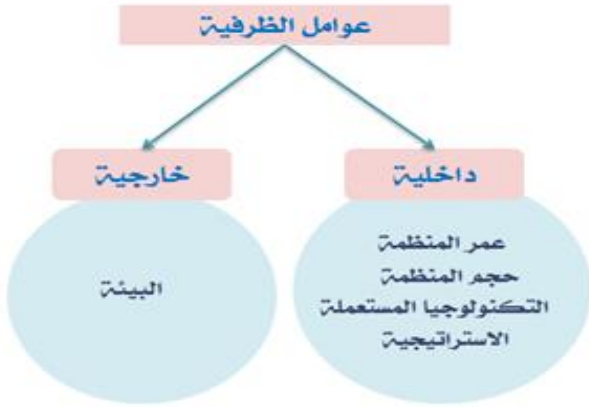 عوامل الظرفية
داخلية
عمر المنظمة
حجم المنظمة
التكنولوجيا المستعملة
الاستراتيجية
خارجية
البيئة